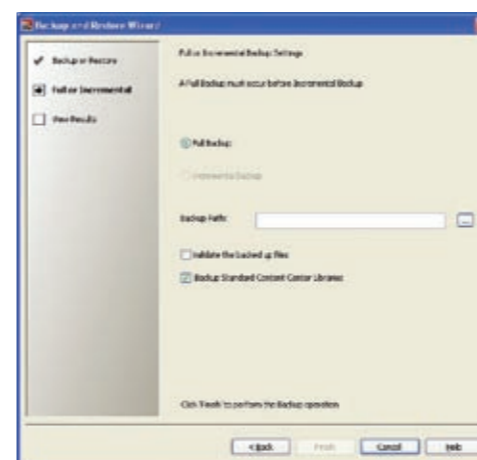 Backup and Restore Wizard
Backup or Restore
Full or Incremental
View Results
Full or Incremental Backup Settings
A Full Backup must occur before Incremental Backup
Full Backup
Incremental Backup
Backup Path:
...
Validate the backed up files
Backup Standard Content Center Libraries
Click 'Finish' to perform the Backup operation
< Back
Finish
Cancel
Help